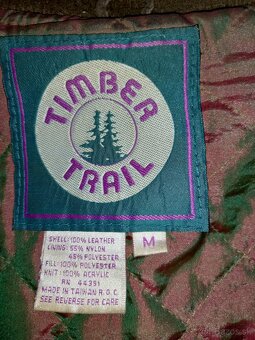 TIMBER
TRAIL
SHELL: 100% LEATHER
LINING: 55% NYLON
45% POLYESTER
FILL: 100% POLYESTER
KNIT: 100% ACRYLIC
RN 44391
MADE IN TAIWAN R.O.C.
SEE REVERSE FOR CARE
M